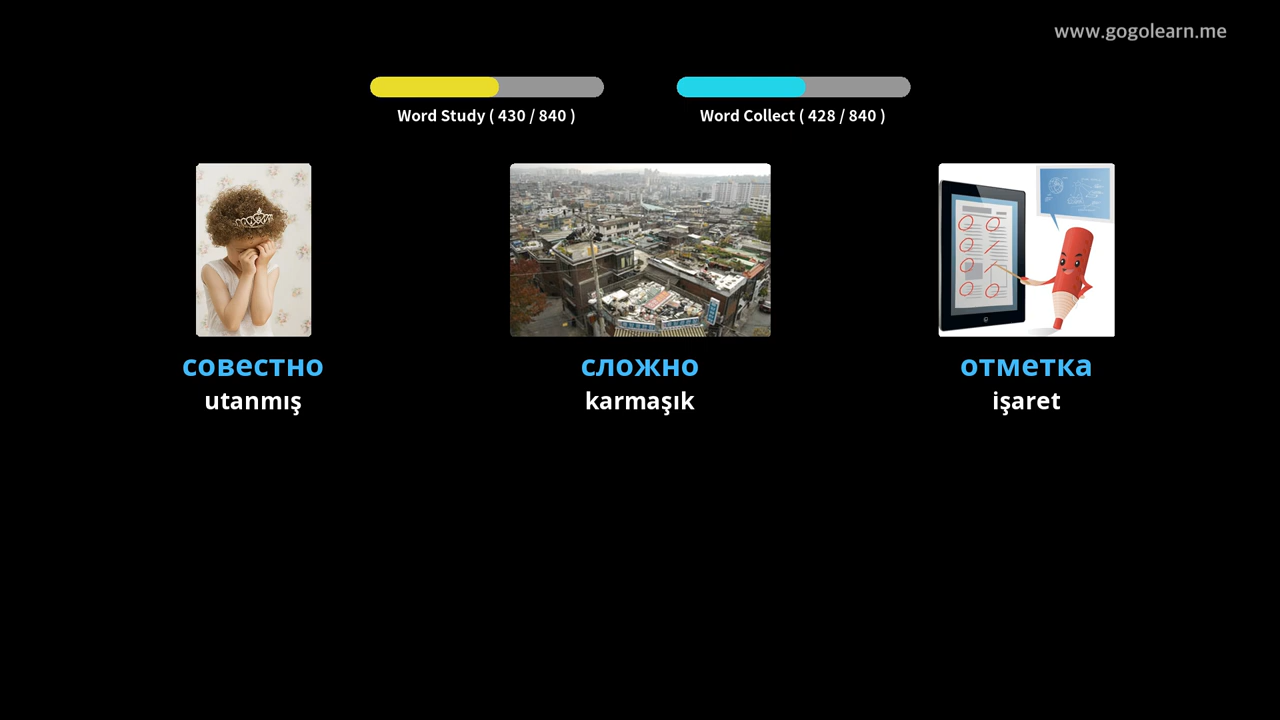 www.gogolearn.me
Word Study ( 430 / 840 )
Word Collect ( 428 / 840 )
совестно
utanmış
сложно
karmaşık
отметка
işaret